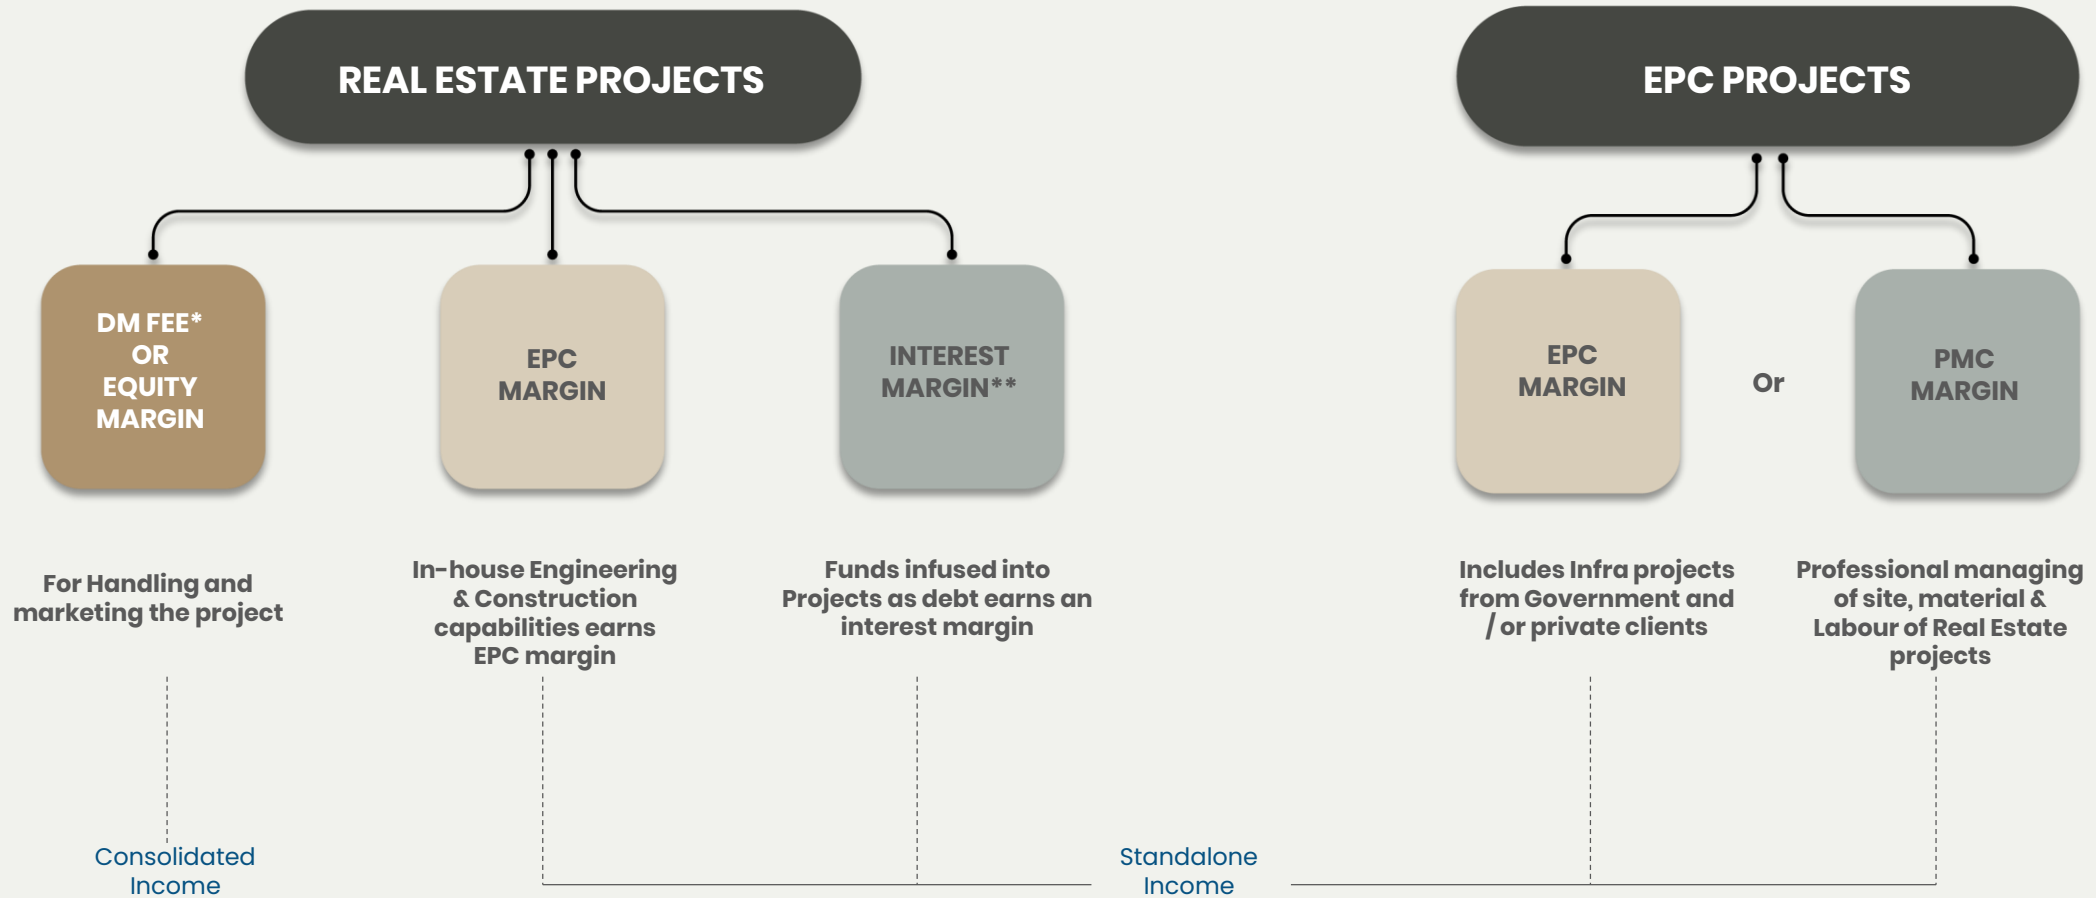 REAL ESTATE PROJECTS
EPC PROJECTS
DM FEE*
OR
EQUITY
MARGIN
EPC
MARGIN
INTEREST
MARGIN**
EPC
MARGIN
Or
PMC
MARGIN
For Handling and
marketing the project
In-house Engineering
& Construction
capabilities earns
EPC margin
Funds infused into
Projects as debt earns an
interest margin
Includes Infra projects
from Government and
/ or private clients
Professional managing
of site, material &
Labour of Real Estate
projects
Consolidated
Income
Standalone
Income